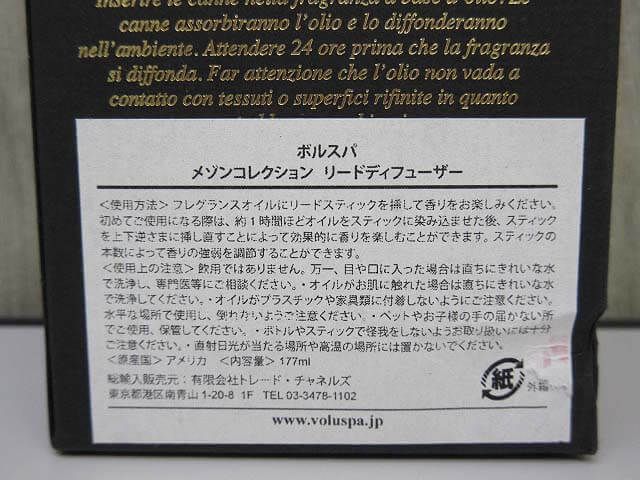 Inserire le canne nella fragranza a base d'olio. Le
canne assorbiranno l'olio e lo diffonderanno
nell'ambiente. Attendere 24 ore prima che la fragranza
si diffonda. Far attenzione che l'olio non vada a
contatto con tessuti o superfici rifinite in quanto
ボルスパ
メゾンコレクション リードディフューザー
<使用方法> フレグランスオイルにリードスティックを挿して香りをお楽しみください。
初めてご使用になる際は、約1時間ほどオイルをスティックに染み込ませた後、スティック
を上下逆さまに挿し直すことによって効果的に香りを楽しむことができます。スティックの
本数によって香りの強弱を調節することができます。
<使用上の注意> 飲用ではありません。万一、目や口に入った場合は直ちにきれいな水
で洗浄し、専門医等にご相談ください。・オイルがお肌に触れた場合は直ちにきれいな水
で洗浄してください。・オイルがプラスチックや家具類に付着しないようにご注意ください。
水平な場所で使用し、倒れないようご注意ください。・ペットやお子様の手の届かない所
でご使用、保管してください。・ボトルやスティックで怪我をしないようお取り扱いには十分
ご注意ください。・直射日光が当たる場所や高温の場所には置かないでください。
<原産国> アメリカ <内容量> 177ml
総輸入販売元：有限会社トレード・チャネルズ
東京都港区南青山 1-20-8 1F TEL 03-3478-1102
紙
外箱
www.voluspa.jp